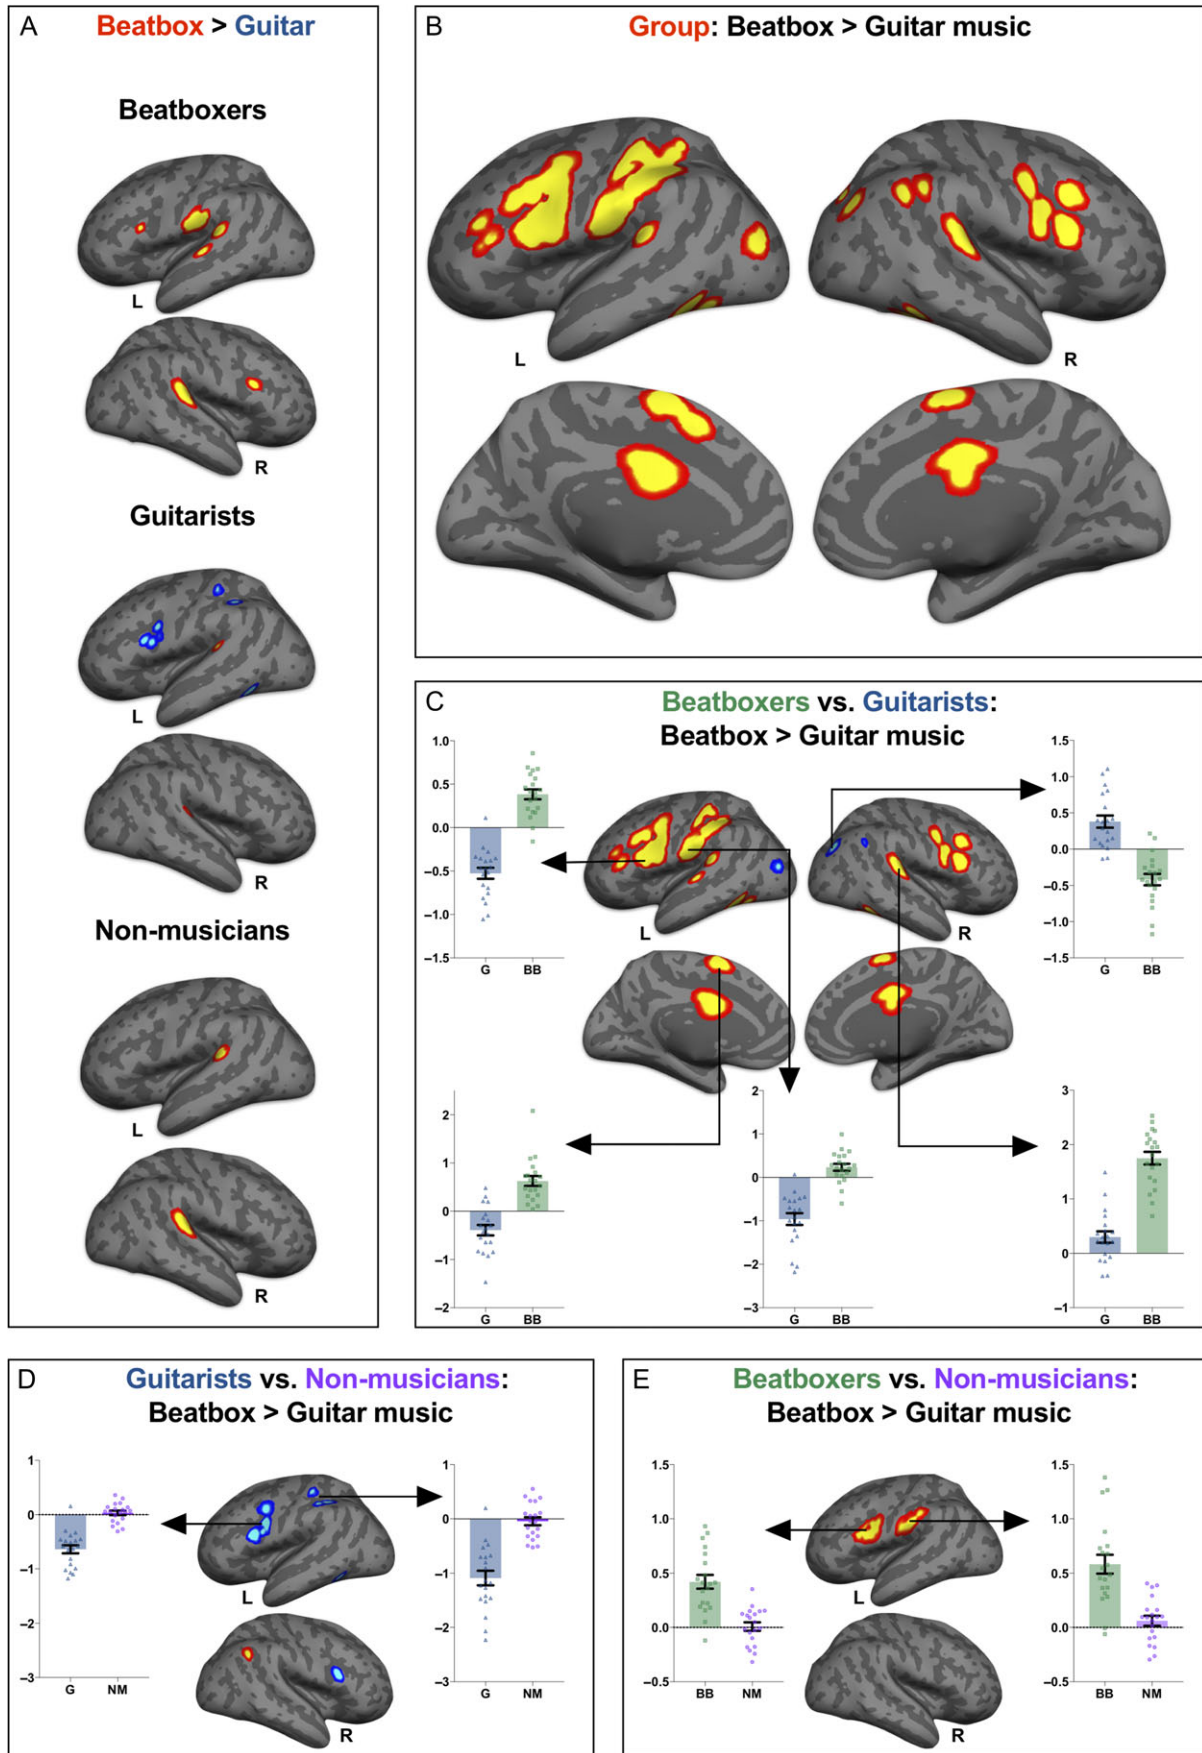 A
Beatbox > Guitar
Beatboxers
L
R
Guitarists
L
R
Non-musicians
L
R
B
Group: Beatbox > Guitar music
L
R
C
Beatboxers vs. Guitarists:
Beatbox > Guitar music
1.0
0.5
0.0
–0.5
–1.0
–1.5
G BB
L
R
1.5
1.0
0.5
0.0
–0.5
–1.0
–1.5
G BB
2
1
0
–1
–2
G BB
2
1
0
–1
–2
–3
G BB
3
2
1
0
–1
G BB
D
Guitarists vs. Non-musicians:
Beatbox > Guitar music
1
0
–1
–2
–3
G NM
L
R
1
0
–1
–2
–3
G NM
E
Beatboxers vs. Non-musicians:
Beatbox > Guitar music
1.5
1.0
0.5
0.0
–0.5
BB NM
L
R
1.5
1.0
0.5
0.0
–0.5
BB NM